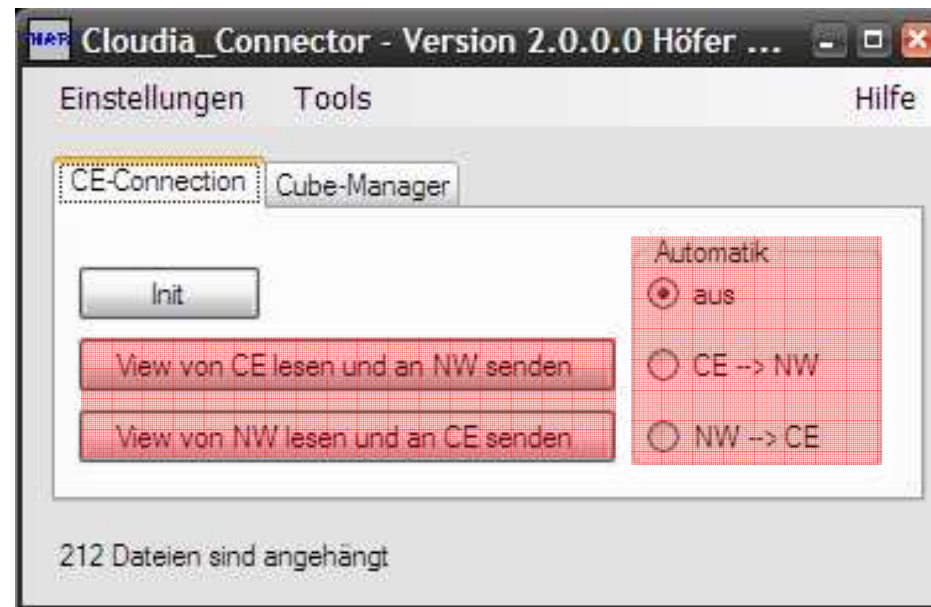 Cloudia_Connector - Version 2.0.0.0 Höfer ...
Einstellungen Tools Hilfe
CE-Connection Cube-Manager
Init
View von CE lesen und an NW senden
View von NW lesen und an CE senden
Automatik
aus
CE --> NW
NW --> CE
212 Dateien sind angehängt